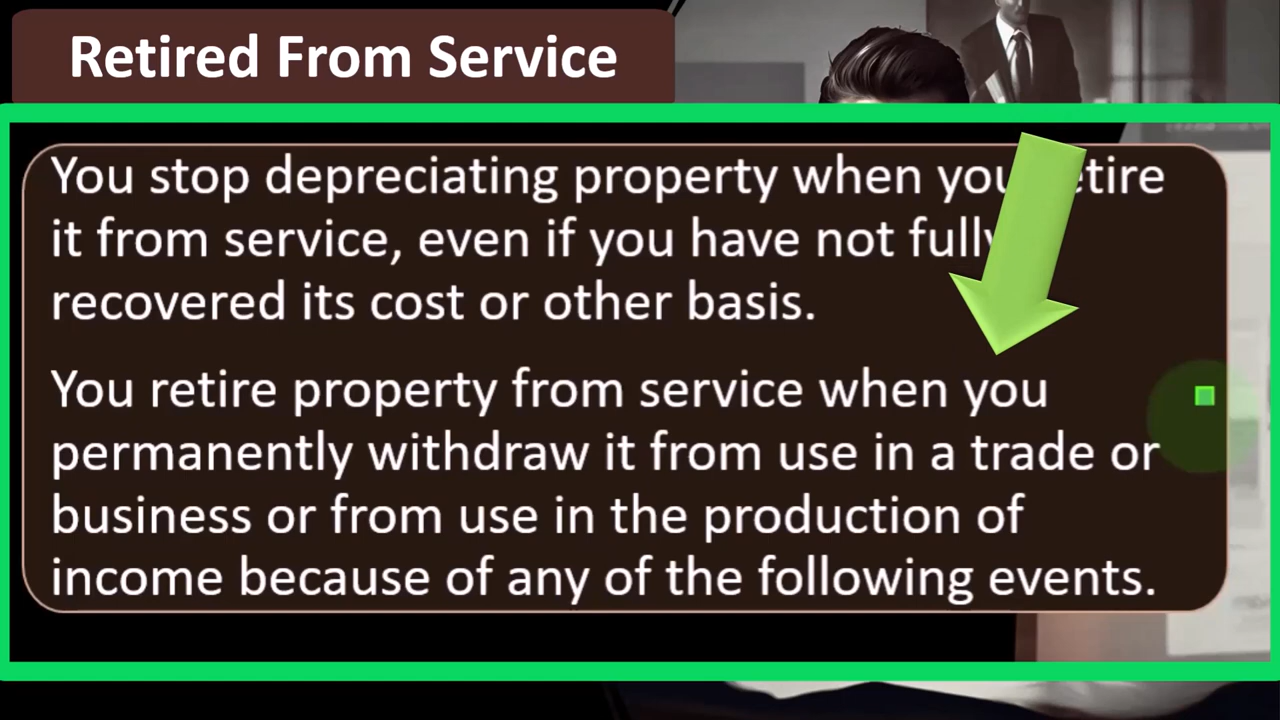 Retired From Service
You stop depreciating property when you retire
it from service, even if you have not fully
recovered its cost or other basis.
You retire property from service when you
permanently withdraw it from use in a trade or
business or from use in the production of
income because of any of the following events.